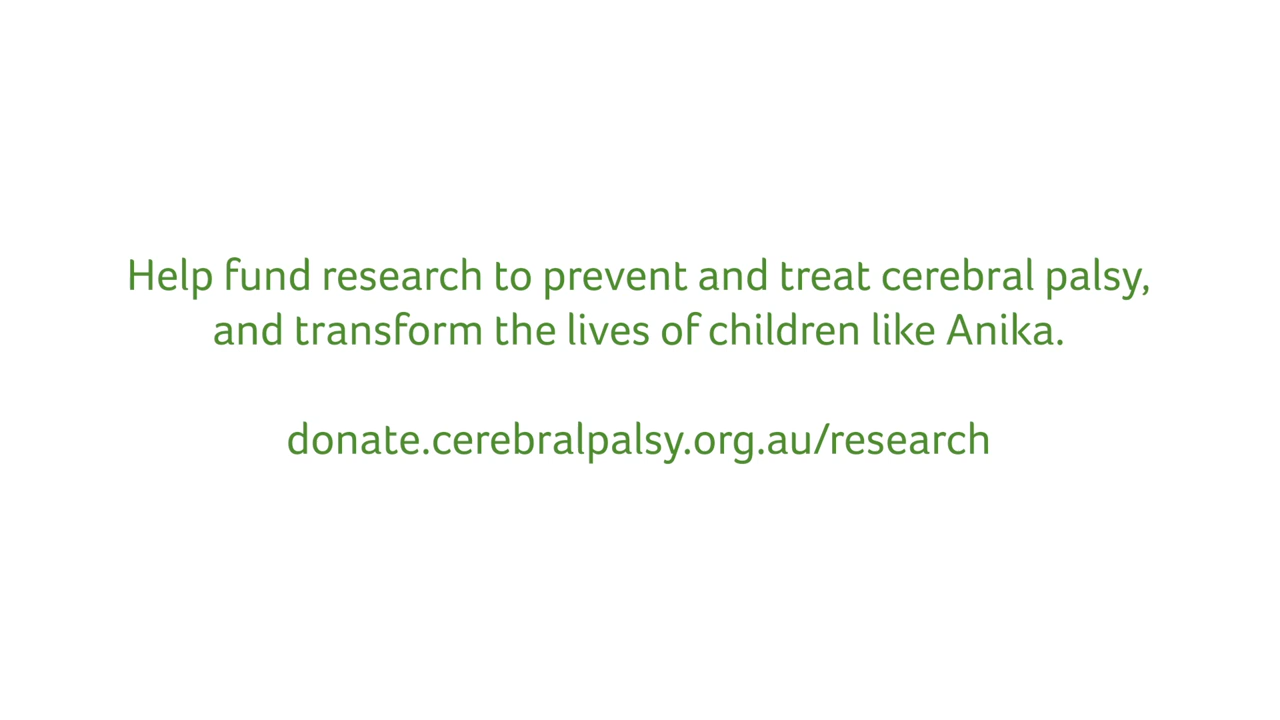 Help fund research to prevent and treat cerebral palsy,
and transform the lives of children like Anika.
donate.cerebralpalsy.org.au/research